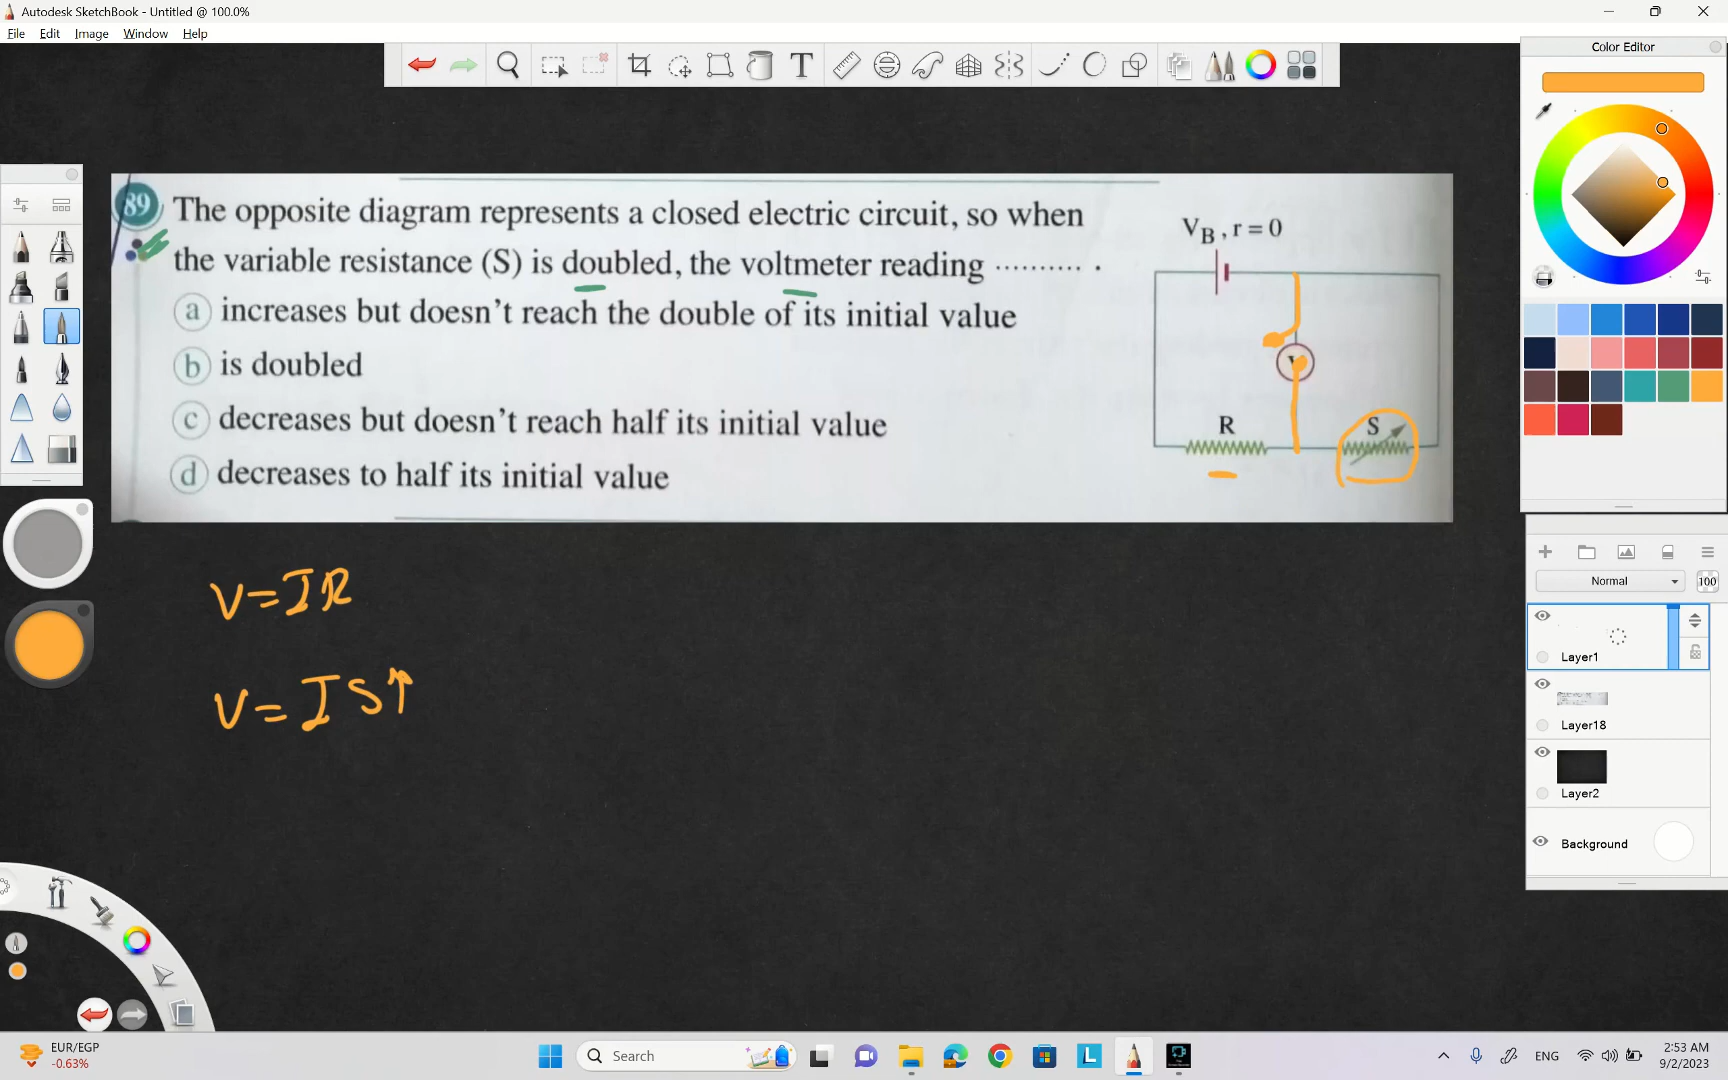 Autodesk SketchBook - Untitled @ 100.0%
File Edit Image Window Help
T
Color Editor
89 The opposite diagram represents a closed electric circuit, so when
the variable resistance (S) is doubled, the voltmeter reading .......... .
a increases but doesn't reach the double of its initial value
b is doubled
c decreases but doesn't reach half its initial value
d decreases to half its initial value
VB , r = 0
V
R
S
V=IR
V=IS↑
Normal
100
Layer1
Layer18
Layer2
Background
EUR/EGP
-0.63%
Search
L
ENG
2:53 AM
9/2/2023